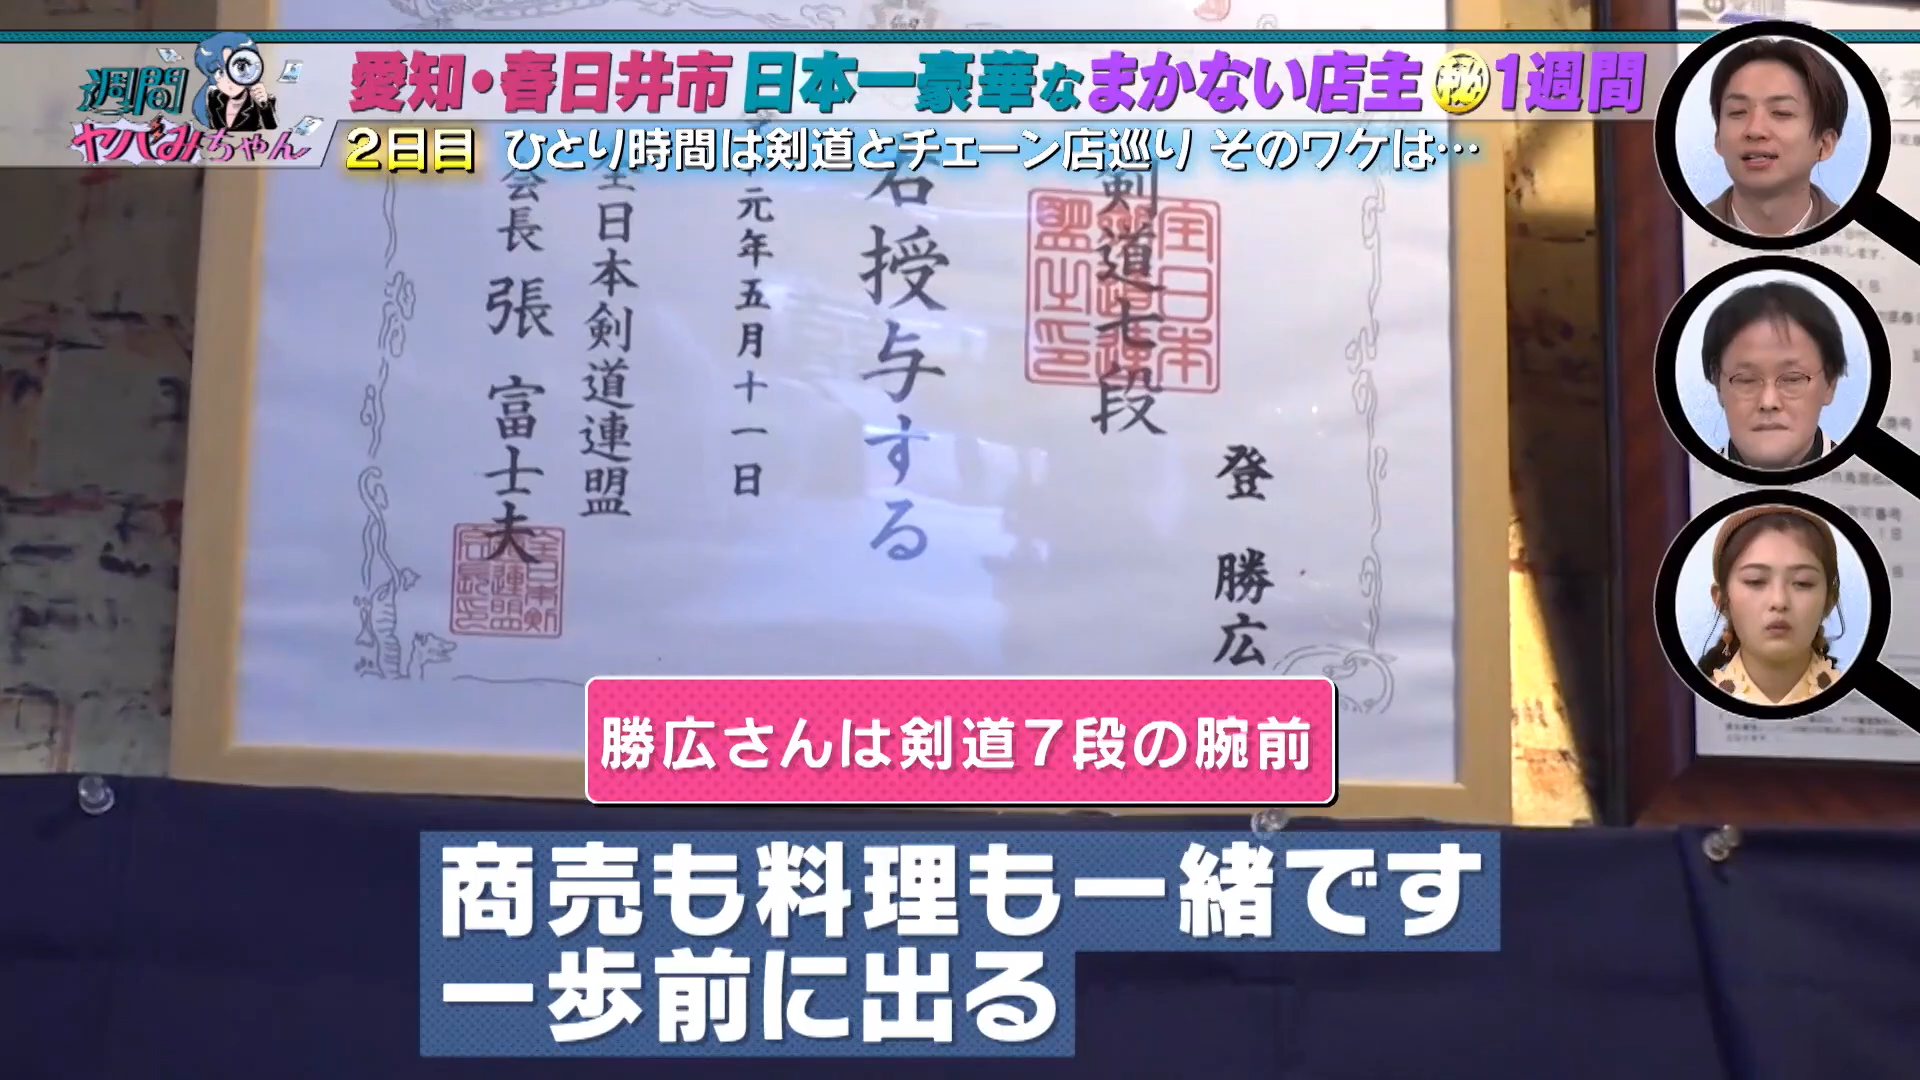 週間
ヤバみちゃん
愛知・春日井市 日本一豪華な まかない店主 ㊙1週間
2日目 ひとり時間は剣道とチェーン店巡り そのワケは…
剣道七段
登 勝広
授与する
元年五月十一日
全日本剣道連盟
会長 張 富士夫
全日本
勝広さんは剣道7段の腕前
商売も料理も一緒です
一歩前に出る